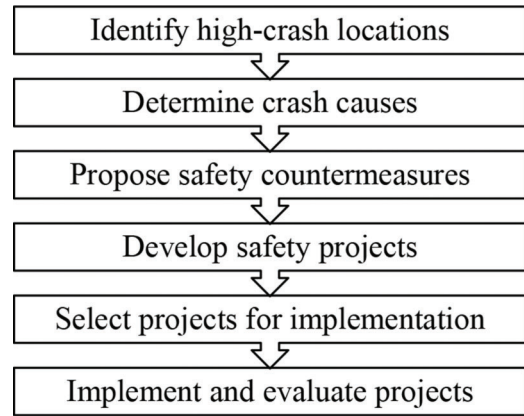 Identify high-crash locations
Determine crash causes
Propose safety countermeasures
Develop safety projects
Select projects for implementation
Implement and evaluate projects